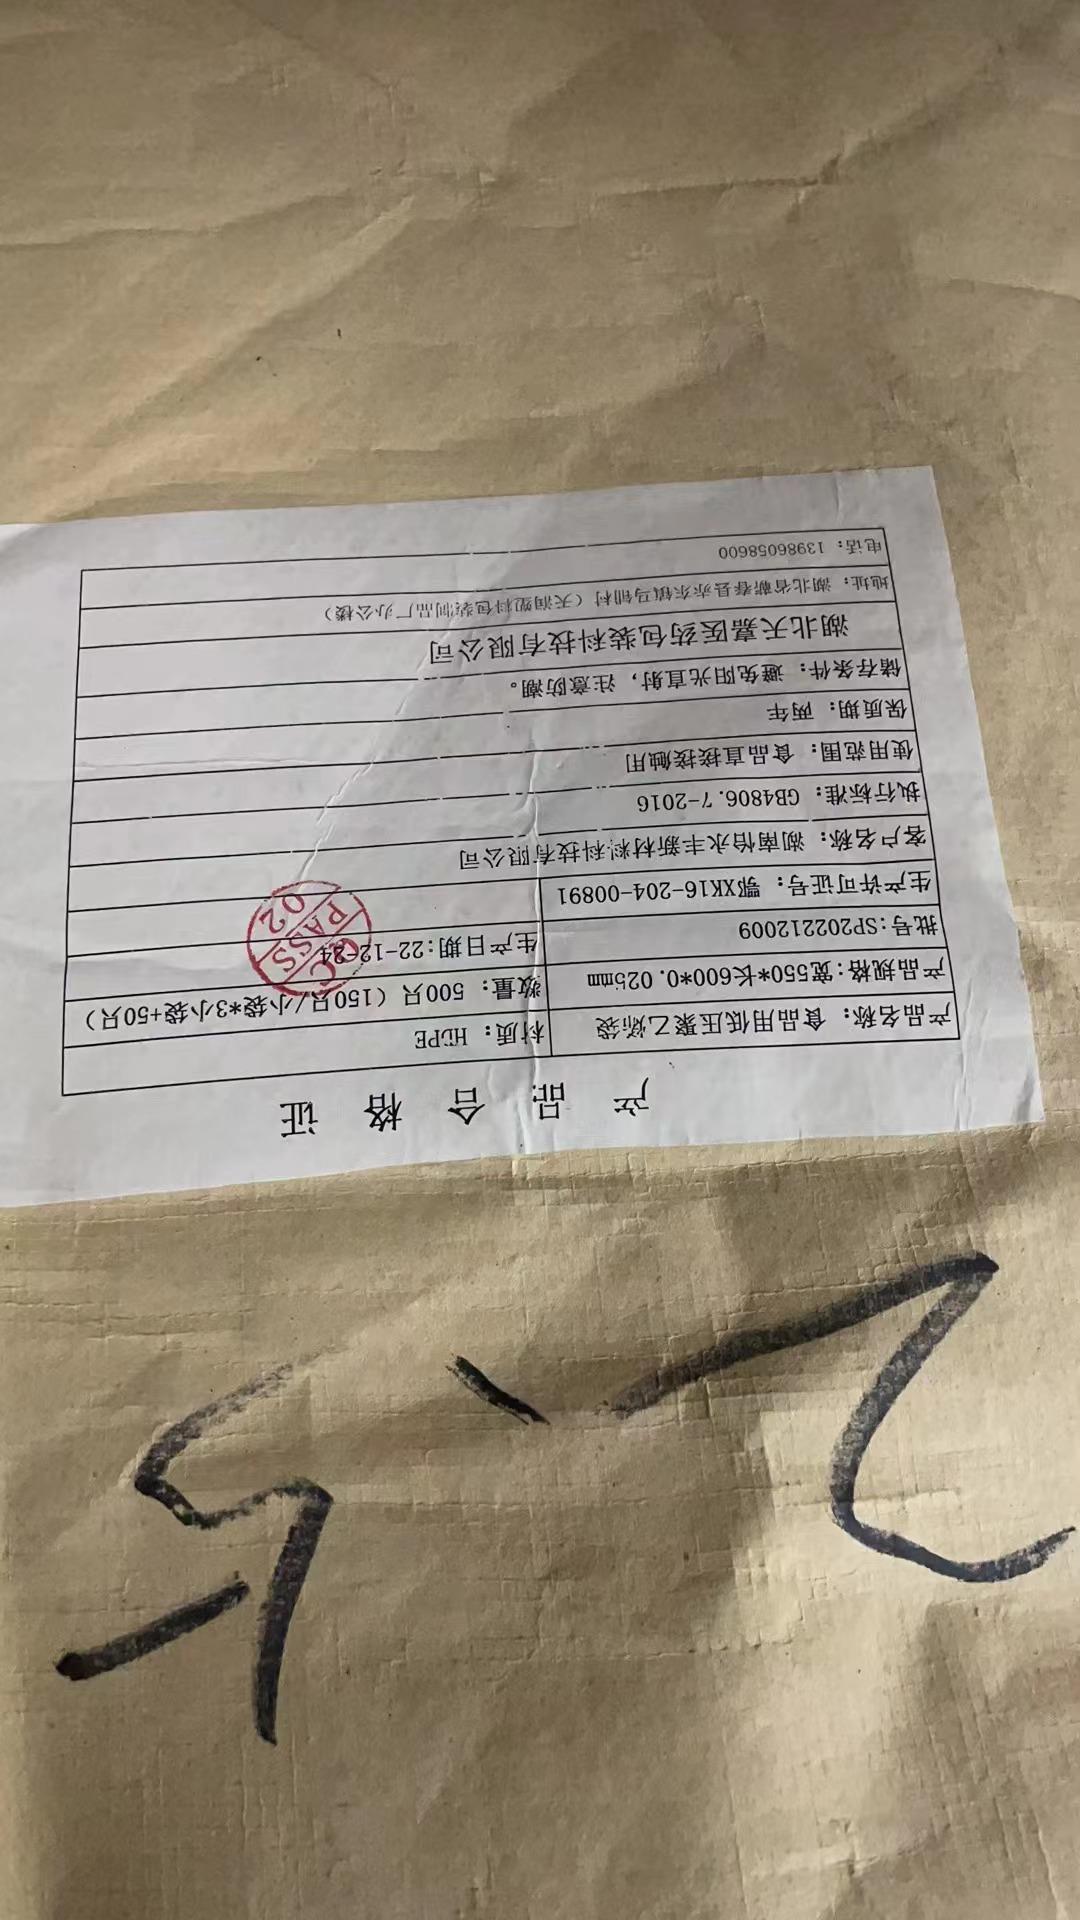 产品合格证
产品名称：食品用低压聚乙烯袋 材质：HDPE
产品规格：宽550*长600*0.025mm 数量：500只（150只/小袋*3小袋+50只）
批号：SP202212009 生产日期：22-12-24
生产许可证号：鄂XK16-204-00891
客户名称：湖南怡永丰新材料科技有限公司
执行标准：GB4806.7-2016
使用范围：食品直接接触用
保质期：两年
储存条件：避免阳光直射，注意防潮。
湖北天嘉医药包装科技有限公司
地址：湖北省蕲春县赤东镇马钿村（天润塑料包装制品厂办公楼）
电话：13986058600
QC
PASS
02